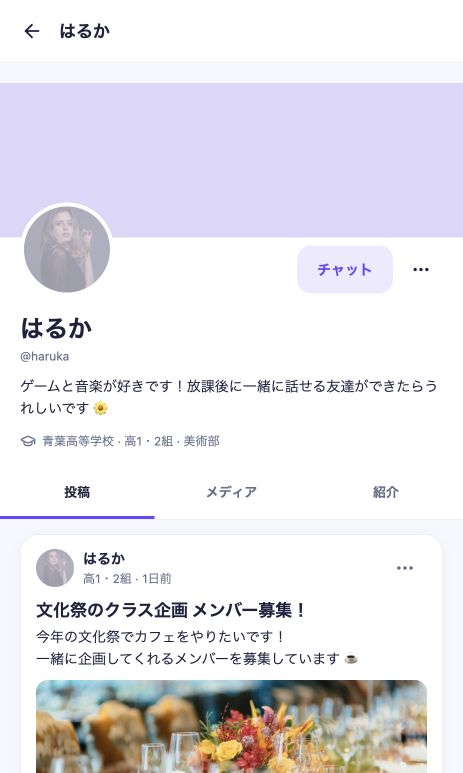 はるか
チャット
はるか
@haruka
ゲームと音楽が好きです！放課後に一緒に話せる友達ができたらう
れしいです 🌼
青葉高等学校 · 高1・2組 · 美術部
投稿
メディア
紹介
はるか
高1・2組 · 1日前
文化祭のクラス企画 メンバー募集！
今年の文化祭でカフェをやりたいです！
一緒に企画してくれるメンバーを募集しています ☕